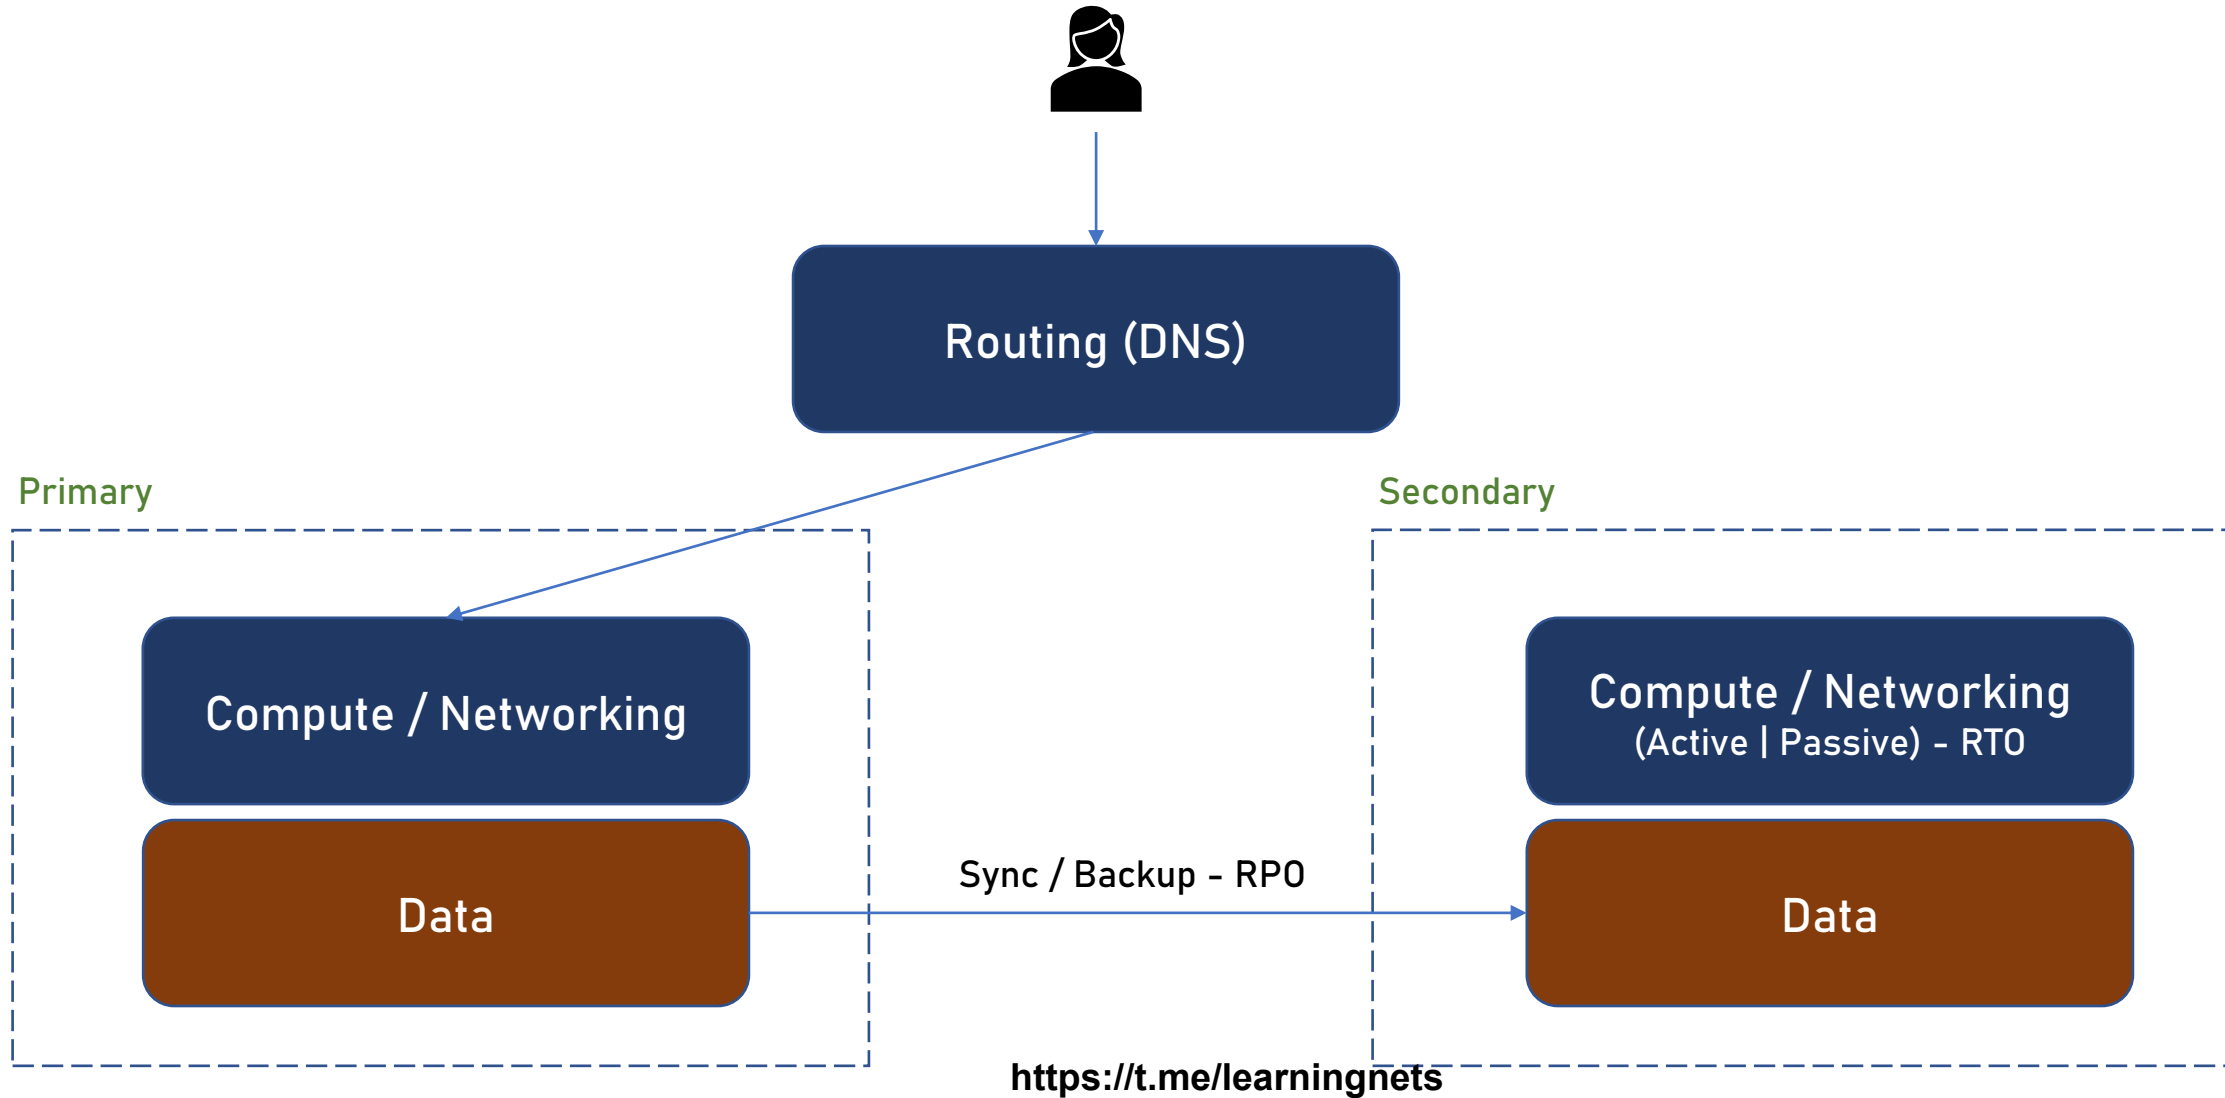 Routing (DNS)
Primary
Secondary
Compute / Networking
Compute / Networking
(Active | Passive) - RTO
Sync / Backup - RPO
Data
Data
https://t.me/learningnets